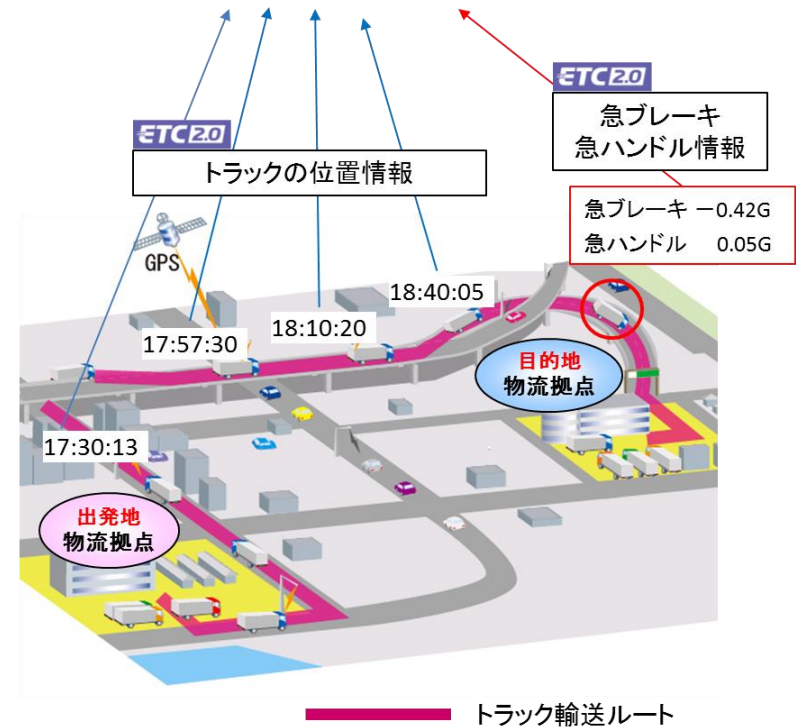 ETC2.0
急ブレーキ
急ハンドル情報
ETC2.0
トラックの位置情報
急ブレーキ －0.42G
急ハンドル 0.05G
GPS
18:40:05
18:10:20
17:57:30
目的地
物流拠点
17:30:13
出発地
物流拠点
トラック輸送ルート